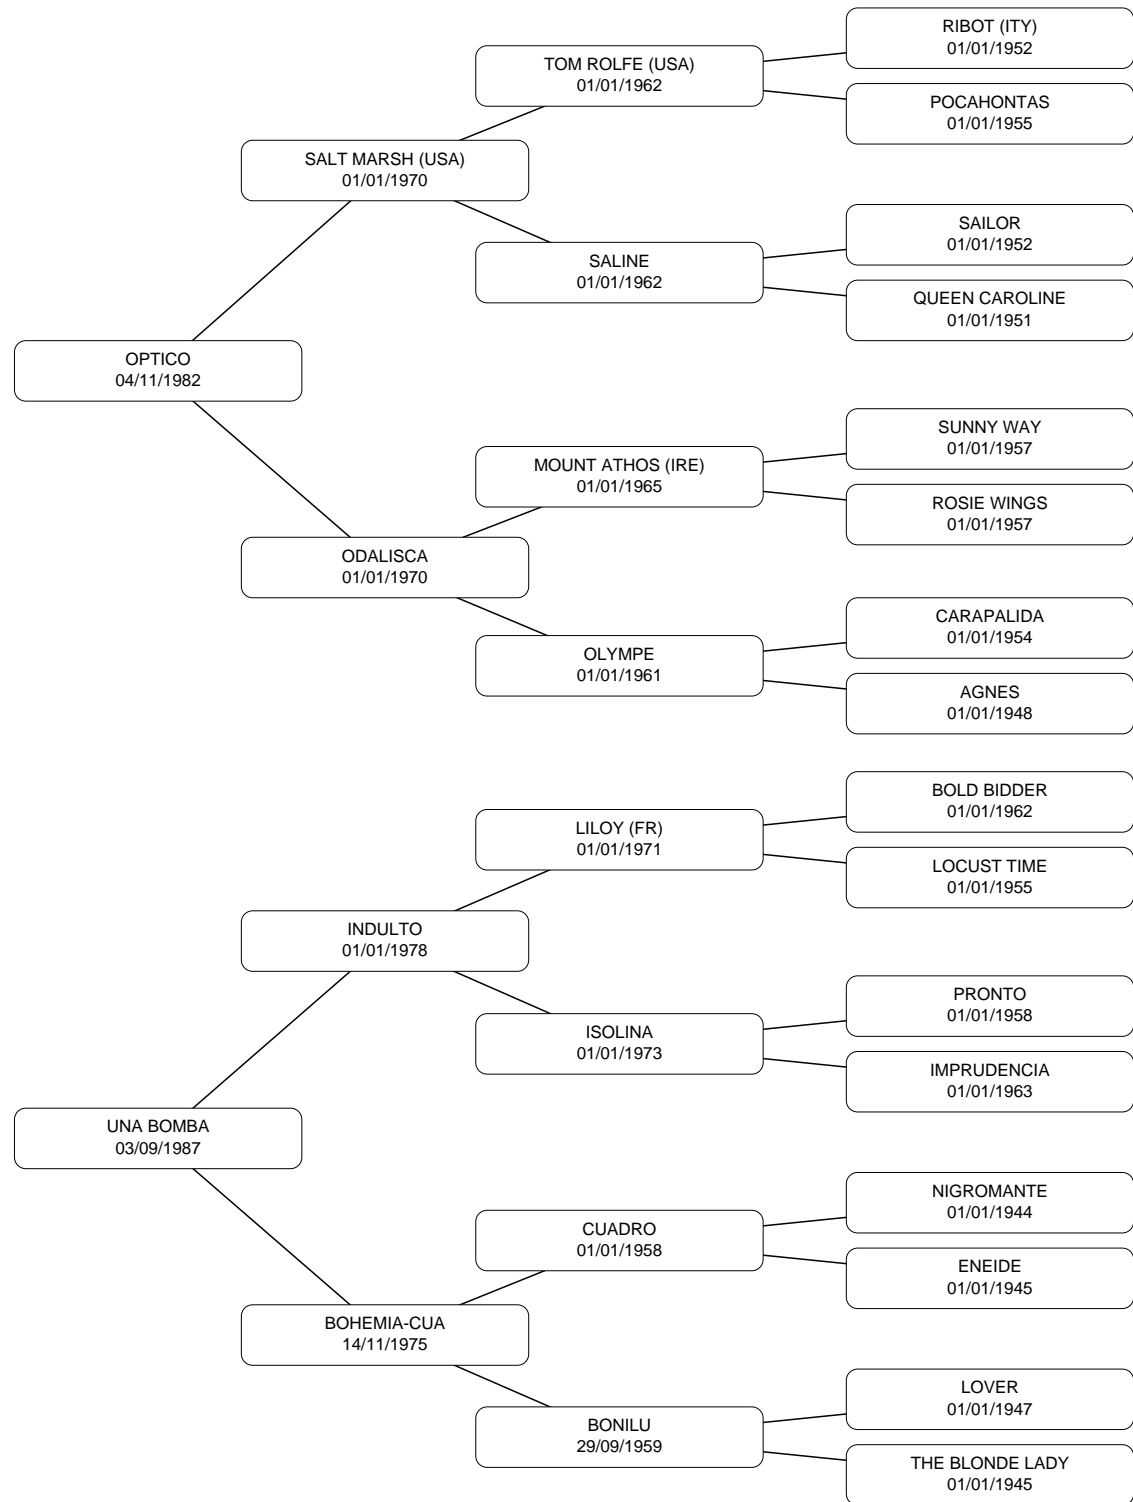 RIBOT (ITY)
01/01/1952
TOM ROLFE (USA)
01/01/1962
POCAHONTAS
01/01/1955
SALT MARSH (USA)
01/01/1970
SAILOR
01/01/1952
SALINE
01/01/1962
QUEEN CAROLINE
01/01/1951
OPTICO
04/11/1982
SUNNY WAY
01/01/1957
MOUNT ATHOS (IRE)
01/01/1965
ROSIE WINGS
01/01/1957
ODALISCA
01/01/1970
CARAPALIDA
01/01/1954
OLYMPE
01/01/1961
AGNES
01/01/1948
BOLD BIDDER
01/01/1962
LILOY (FR)
01/01/1971
LOCUST TIME
01/01/1955
INDULTO
01/01/1978
PRONTO
01/01/1958
ISOLINA
01/01/1973
IMPRUDENCIA
01/01/1963
UNA BOMBA
03/09/1987
NIGROMANTE
01/01/1944
CUADRO
01/01/1958
ENEIDE
01/01/1945
BOHEMIA-CUA
14/11/1975
LOVER
01/01/1947
BONILU
29/09/1959
THE BLONDE LADY
01/01/1945